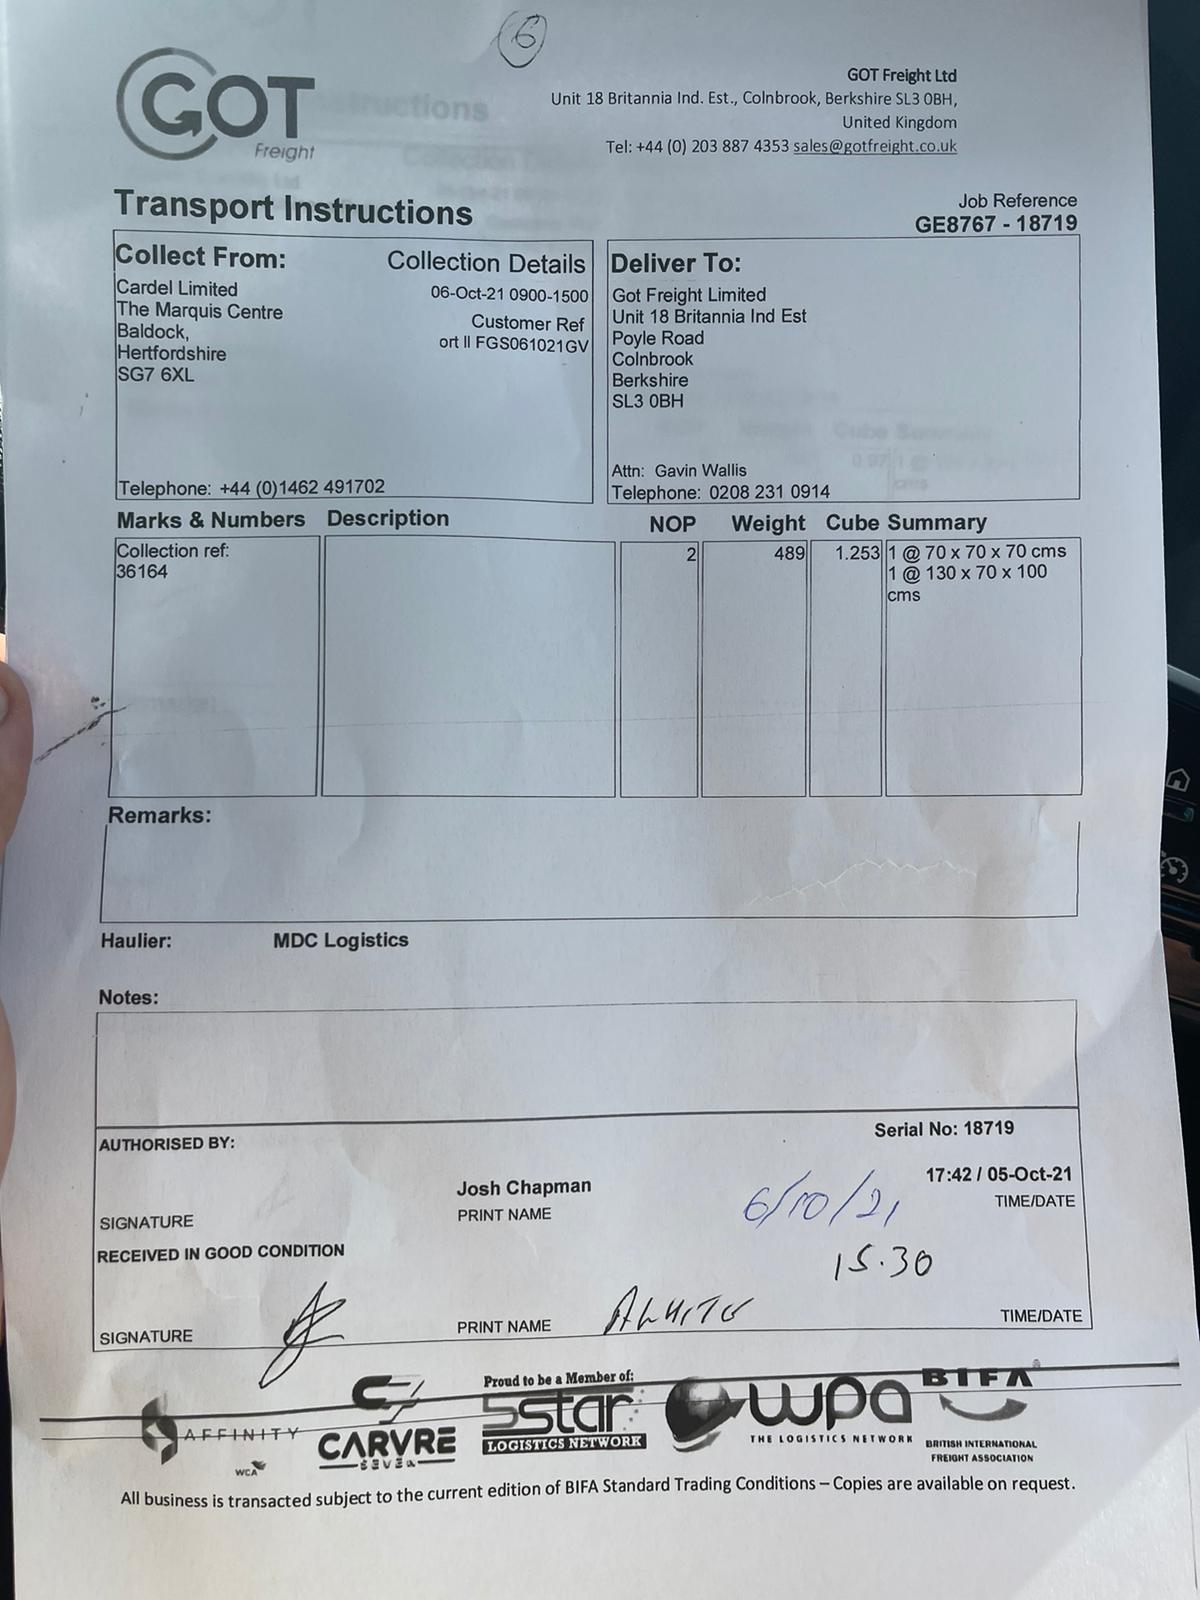 6
GOT
Freight
GOT Freight Ltd
Unit 18 Britannia Ind. Est., Colnbrook, Berkshire SL3 0BH,
United Kingdom
Tel: +44 (0) 203 887 4353 sales@gotfreight.co.uk
Transport Instructions
Job Reference
GE8767 - 18719
Collect From:
Collection Details
Cardel Limited
The Marquis Centre
Baldock,
Hertfordshire
SG7 6XL
06-Oct-21 0900-1500
Customer Ref
ort II FGS061021GV
Telephone: +44 (0)1462 491702
Deliver To:
Got Freight Limited
Unit 18 Britannia Ind Est
Poyle Road
Colnbrook
Berkshire
SL3 0BH
Attn: Gavin Wallis
Telephone: 0208 231 0914
Marks & Numbers Description NOP Weight Cube Summary
Collection ref:
36164
2 489 1.253 1 @ 70 x 70 x 70 cms
1 @ 130 x 70 x 100
cms
Remarks:
Haulier: MDC Logistics
Notes:
AUTHORISED BY:
Serial No: 18719
Josh Chapman
17:42 / 05-Oct-21
SIGNATURE
PRINT NAME
6/10/21
TIME/DATE
RECEIVED IN GOOD CONDITION
15.30
SIGNATURE
PRINT NAME
TIME/DATE
Proud to be a Member of:
AFFINITY
WCA
CARVRE
SEVEN
5star
LOGISTICS NETWORK
wpa
THE LOGISTICS NETWORK
BIFA
BRITISH INTERNATIONAL
FREIGHT ASSOCIATION
All business is transacted subject to the current edition of BIFA Standard Trading Conditions – Copies are available on request.